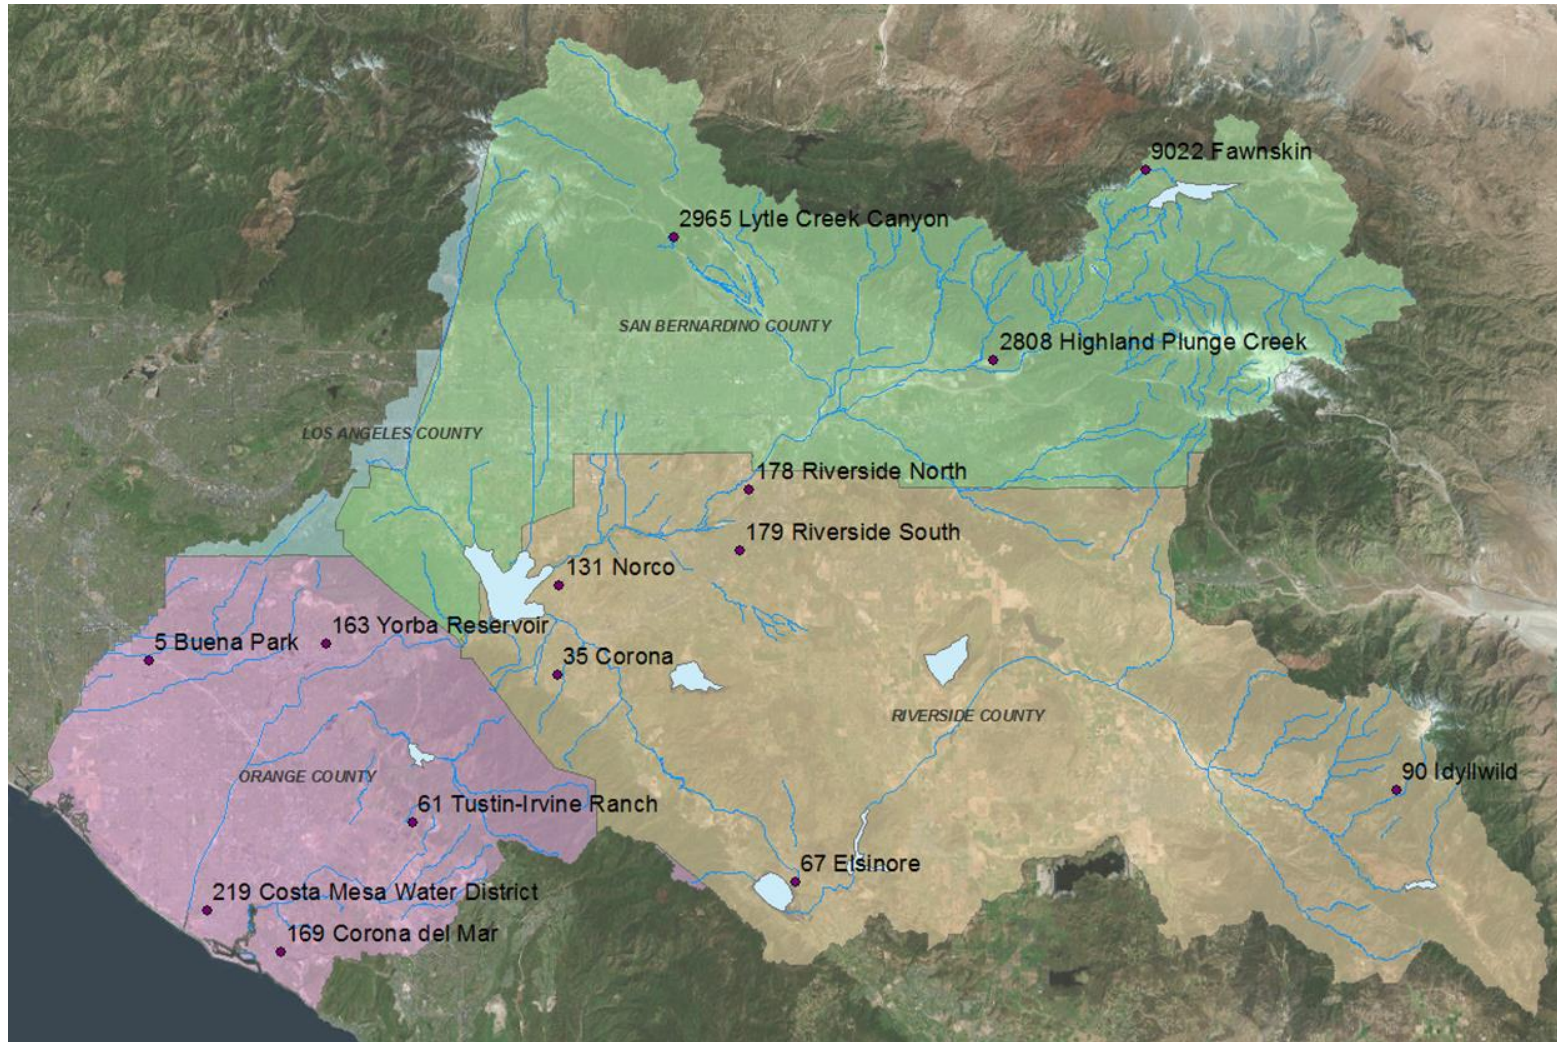 9022 Fawnskin
2965 Lytle Creek Canyon
SAN BERNARDINO COUNTY
2808 Highland Plunge Creek
LOS ANGELES COUNTY
178 Riverside North
179 Riverside South
131 Norco
163 Yorba Reservoir
5 Buena Park
35 Corona
RIVERSIDE COUNTY
ORANGE COUNTY
90 Idyllwild
61 Tustin-Irvine Ranch
67 Elsinore
219 Costa Mesa Water District
169 Corona del Mar